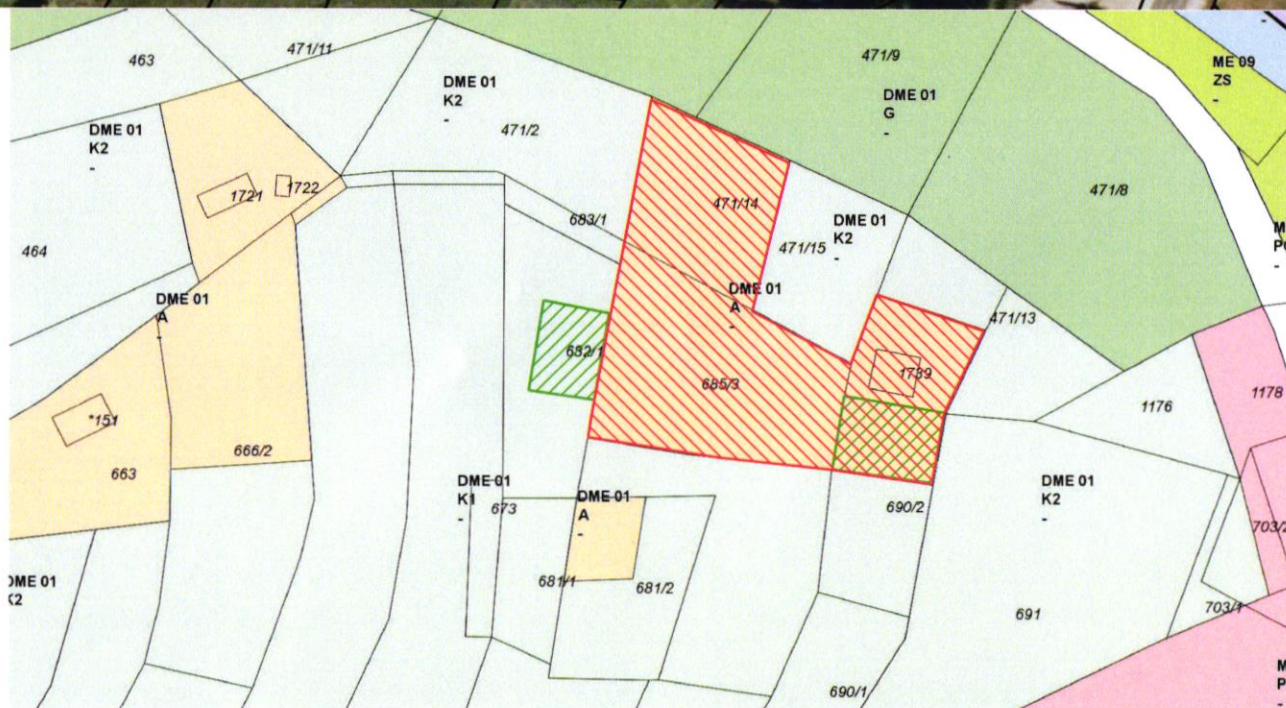 463
471/11
471/9
ME 09
ZS
-
DME 01
K2
-
DME 01
G
-
471/2
DME 01
K2
-
471/8
1721
1722
471/14
683/1
DME 01
K2
-
471/15
464
DME 01
A
-
DME 01
A
-
471/13
682/1
685/3
1739
1176
1178
*151
663
666/2
DME 01
K1
-
673
DME 01
A
-
DME 01
K2
-
690/2
703/2
681/1
681/2
691
703/1
690/1